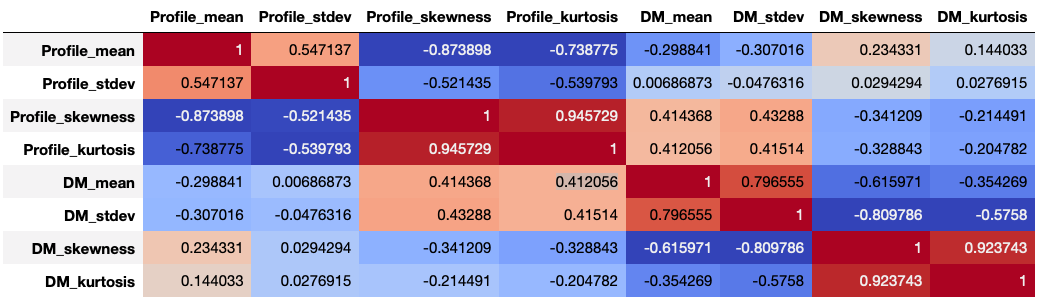 Profile_mean Profile_stdev Profile_skewness Profile_kurtosis DM_mean DM_stdev DM_skewness DM_kurtosis
Profile_mean 1 0.547137 -0.873898 -0.738775 -0.298841 -0.307016 0.234331 0.144033
Profile_stdev 0.547137 1 -0.521435 -0.539793 0.00686873 -0.0476316 0.0294294 0.0276915
Profile_skewness -0.873898 -0.521435 1 0.945729 0.414368 0.43288 -0.341209 -0.214491
Profile_kurtosis -0.738775 -0.539793 0.945729 1 0.412056 0.41514 -0.328843 -0.204782
DM_mean -0.298841 0.00686873 0.414368 0.412056 1 0.796555 -0.615971 -0.354269
DM_stdev -0.307016 -0.0476316 0.43288 0.41514 0.796555 1 -0.809786 -0.5758
DM_skewness 0.234331 0.0294294 -0.341209 -0.328843 -0.615971 -0.809786 1 0.923743
DM_kurtosis 0.144033 0.0276915 -0.214491 -0.204782 -0.354269 -0.5758 0.923743 1